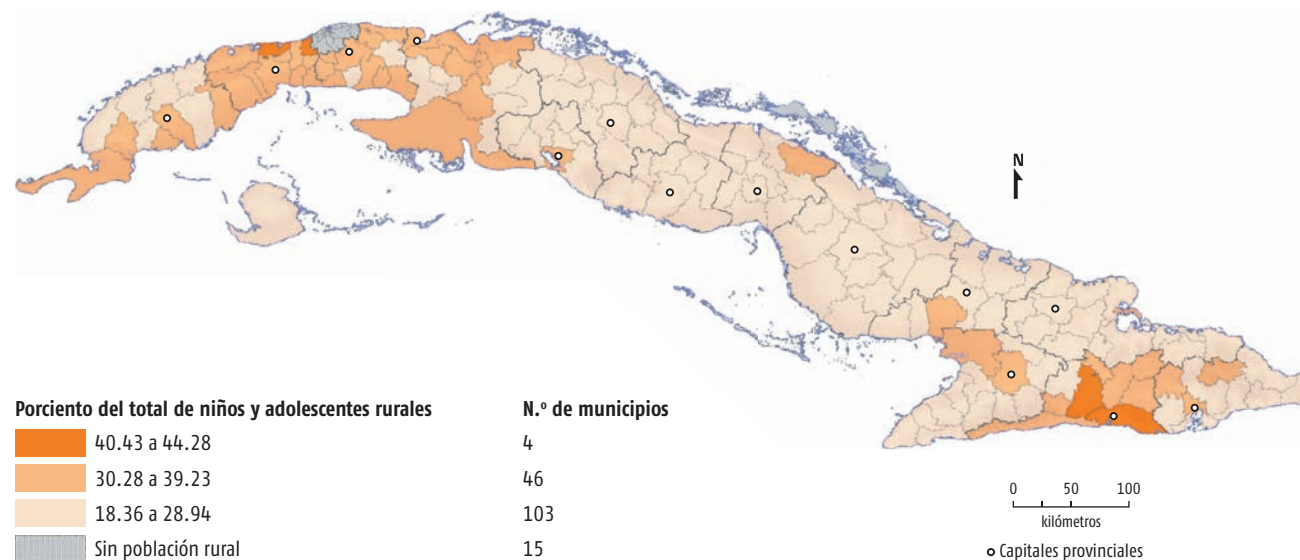 N
Porciento del total de niños y adolescentes rurales N.º de municipios
40.43 a 44.28 4
30.28 a 39.23 46
18.36 a 28.94 103
Sin población rural 15
0 50 100
kilómetros
Capitales provinciales